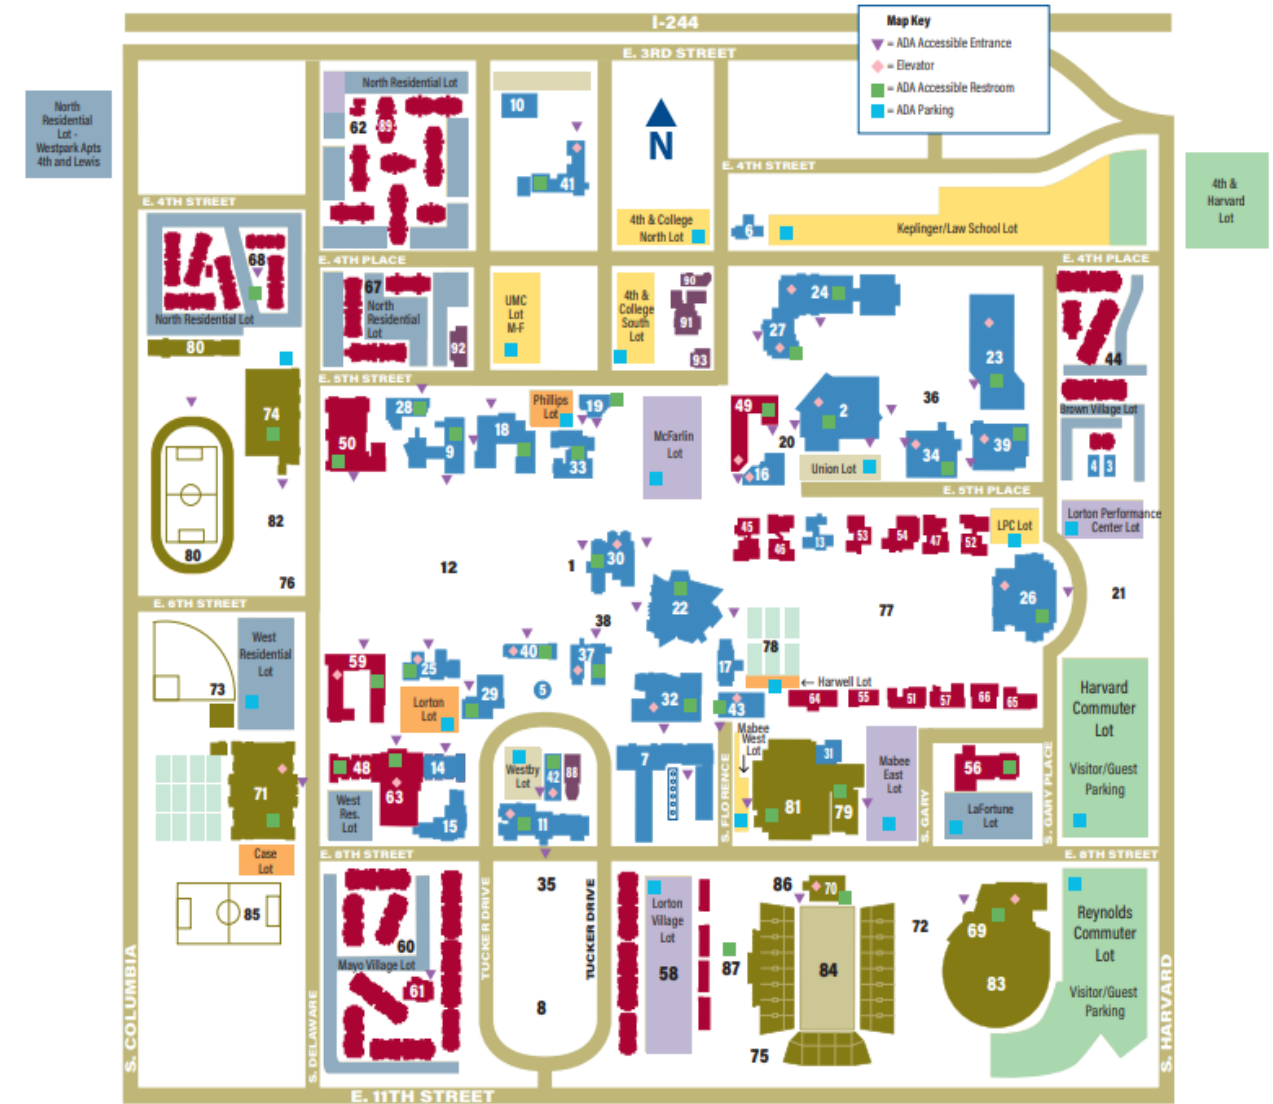 I-244
E. 3RD STREET
Map Key
= ADA Accessible Entrance
= Elevator
= ADA Accessible Restroom
= ADA Parking
N
North
Residential
Lot -
Westpark Apts
4th and Lewis
North Residential Lot
62
89
10
41
E. 4TH STREET
E. 4TH STREET
4th & College
North Lot
6
Keplinger/Law School Lot
4th &
Harvard
Lot
68
North Residential Lot
E. 4TH PLACE
E. 4TH PLACE
67
North
Residential
Lot
92
UMC
Lot
M-F
4th &
College
South
Lot
90
91
93
24
27
23
36
44
Brown Village Lot
4
3
80
74
80
82
76
E. 5TH STREET
50
28
9
18
Phillips
Lot
19
33
McFarlin
Lot
49
20
16
2
Union Lot
34
39
E. 5TH PLACE
Lorton Performance
Center Lot
LPC Lot
45
46
13
53
54
47
52
12
1
30
22
38
77
26
21
E. 6TH STREET
73
West
Residential
Lot
59
25
Lorton
Lot
29
40
5
37
32
17
43
78
← Harwell Lot
64
55
51
57
66
65
Harvard
Commuter
Lot
Visitor/Guest
Parking
71
Case
Lot
85
48
63
14
15
West
Res.
Lot
Westby
Lot
42
88
11
7
S. FLORENCE
Mabee
West
Lot
31
81
79
Mabee
East
Lot
S. GARY
56
LaFortune
Lot
S. GARY PLACE
E. 8TH STREET
E. 8TH STREET
60
Mayo Village Lot
61
TUCKER DRIVE
35
8
TUCKER DRIVE
Lorton
Village
Lot
58
87
86
70
84
75
72
69
83
Reynolds
Commuter
Lot
Visitor/Guest
Parking
S. COLUMBIA
S. DELAWARE
S. HARVARD
E. 11TH STREET